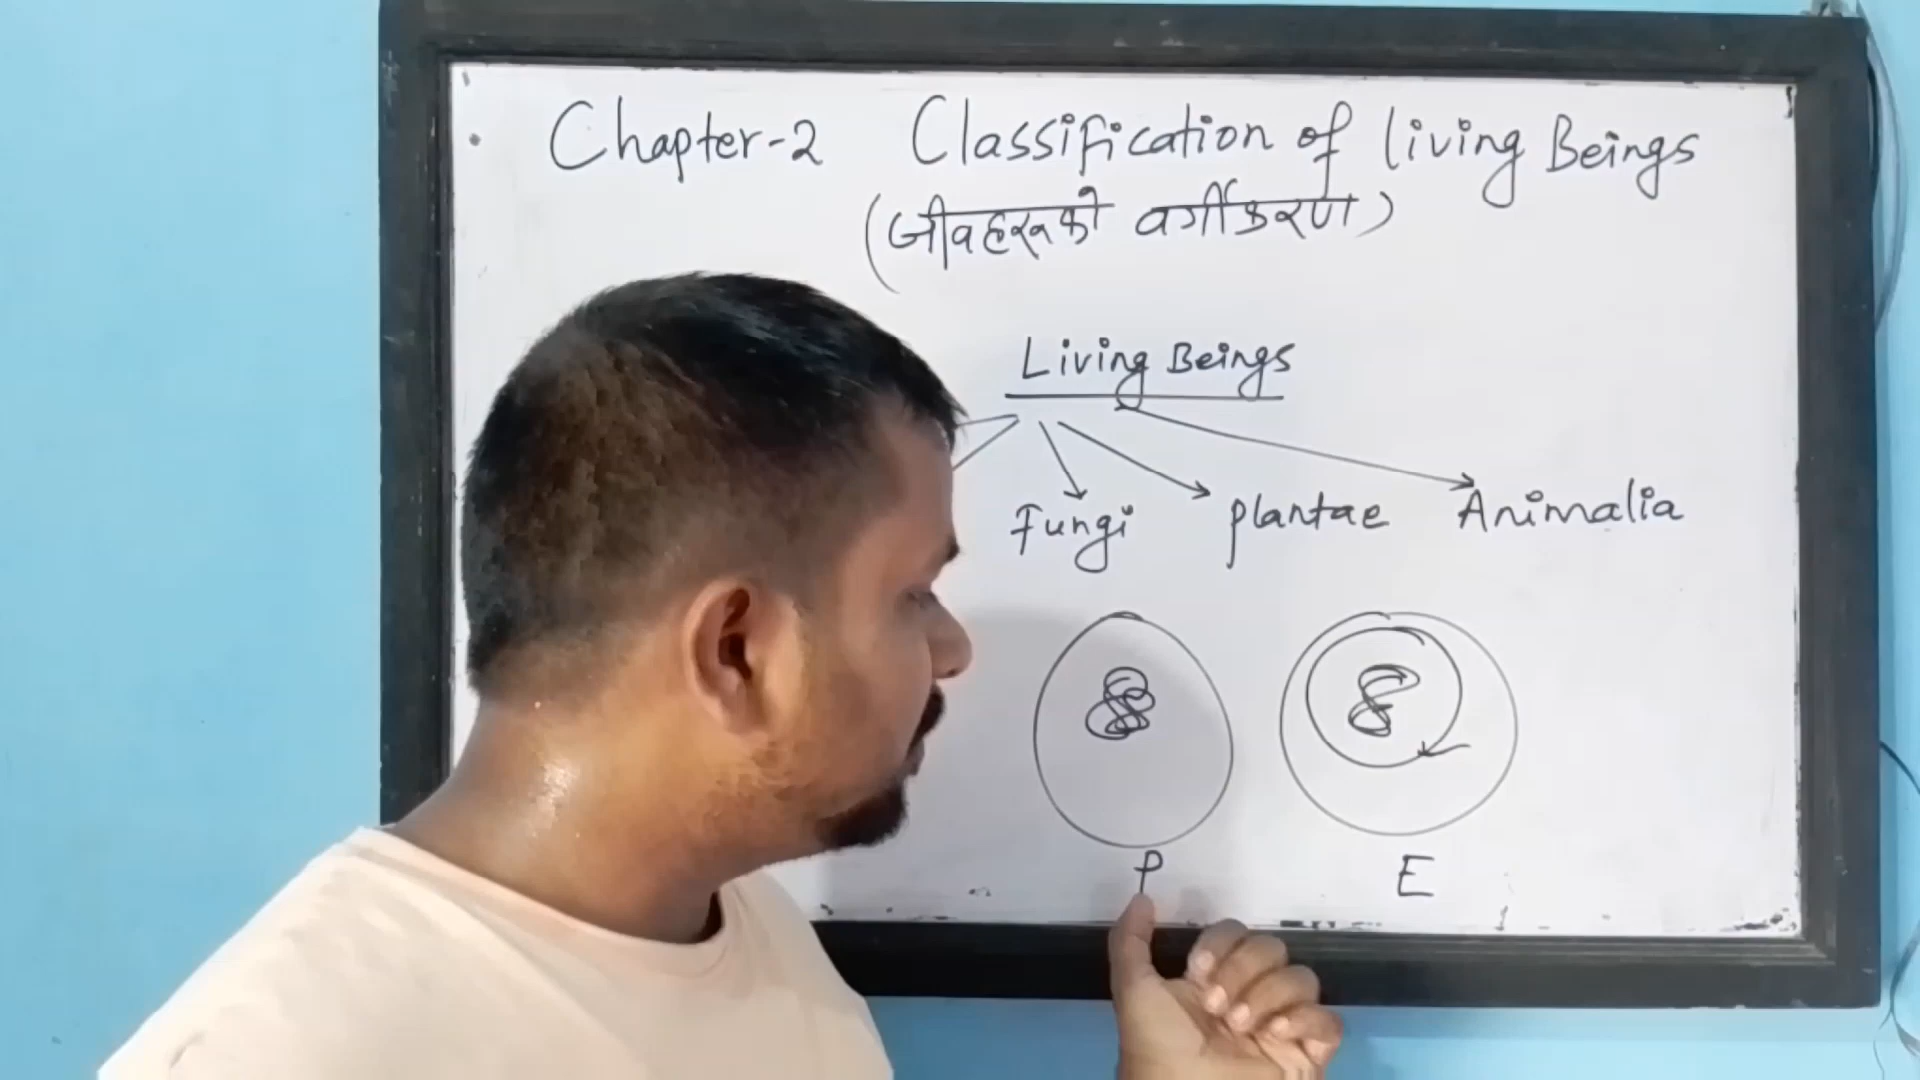 Chapter-2 Classification of living Beings
(जीवहरूको वर्गीकरण)
Living Beings
Fungi plantae Animalia
P E